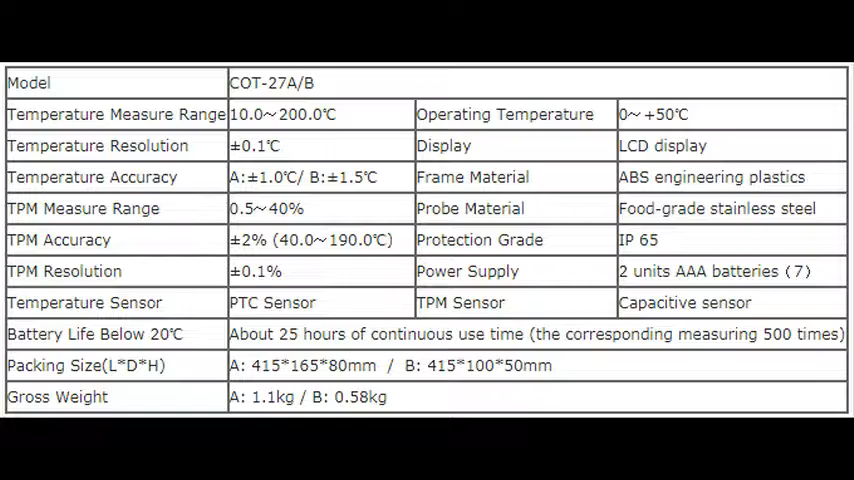 Model COT-27A/B
Temperature Measure Range 10.0~200.0℃ Operating Temperature 0~+50℃
Temperature Resolution ±0.1℃ Display LCD display
Temperature Accuracy A:±1.0℃/ B:±1.5℃ Frame Material ABS engineering plastics
TPM Measure Range 0.5~40% Probe Material Food-grade stainless steel
TPM Accuracy ±2% (40.0~190.0℃) Protection Grade IP 65
TPM Resolution ±0.1% Power Supply 2 units AAA batteries (7)
Temperature Sensor PTC Sensor TPM Sensor Capacitive sensor
Battery Life Below 20℃ About 25 hours of continuous use time (the corresponding measuring 500 times)
Packing Size(L*D*H) A: 415*165*80mm / B: 415*100*50mm
Gross Weight A: 1.1kg / B: 0.58kg